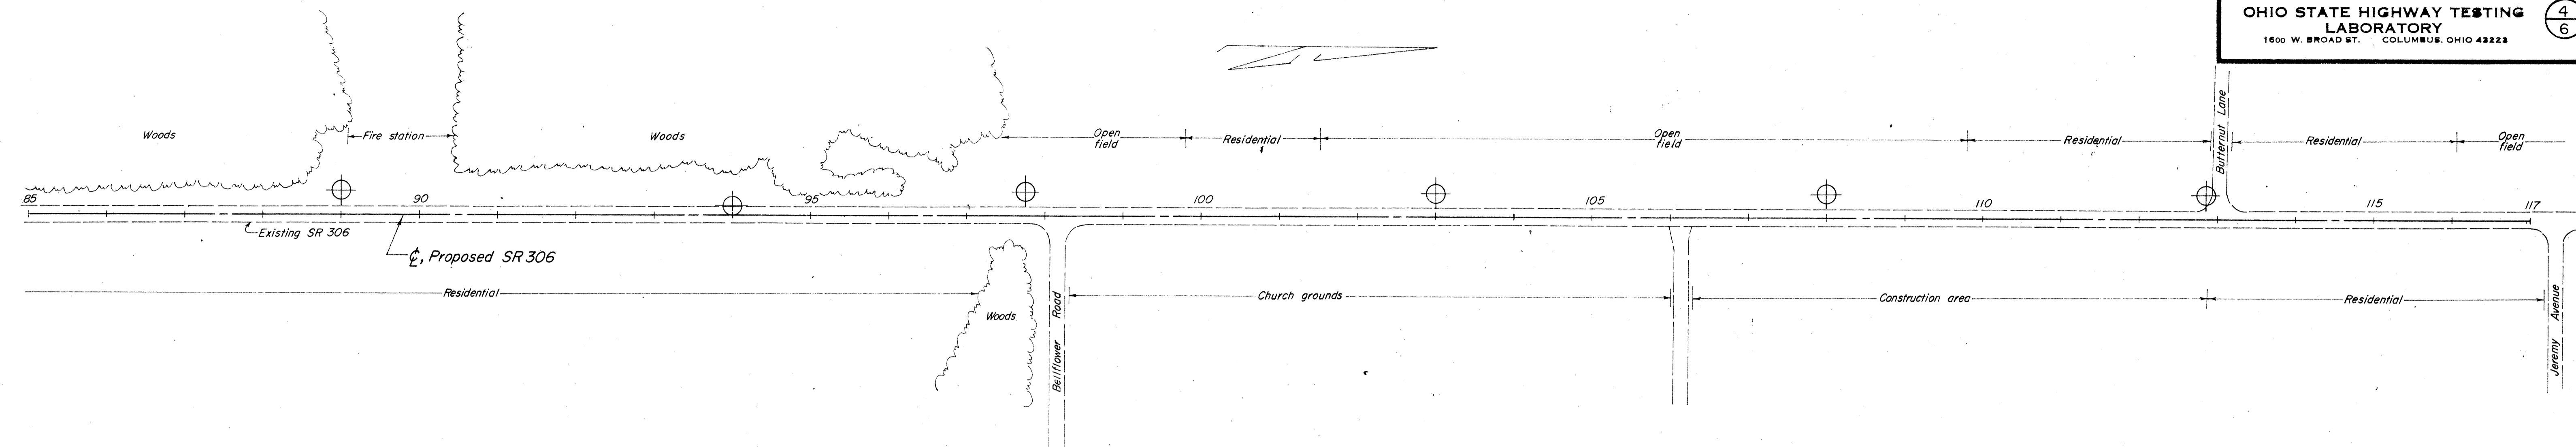 OHIO STATE HIGHWAY TESTING
LABORATORY
1600 W. BROAD ST. COLUMBUS, OHIO 43223
4
6
Woods
Fire station
Woods
Open
field
Residential
Open
field
Residential
Butternut Lane
Residential
Open
field
85
90
95
100
105
110
115
117
Existing SR 306
℄, Proposed SR 306
Residential
Woods
Bellflower Road
Church grounds
Construction area
Residential
Jeremy Avenue